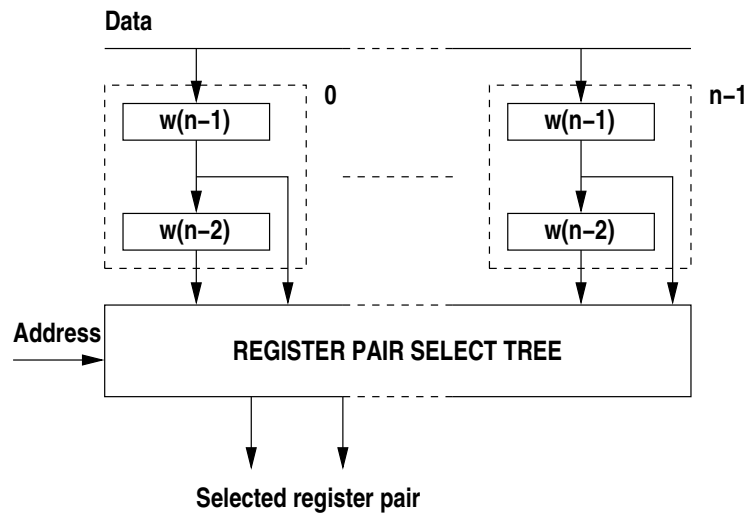 Data
0
n−1
w(n−1)
w(n−1)
w(n−2)
w(n−2)
Address
REGISTER PAIR SELECT TREE
Selected register pair